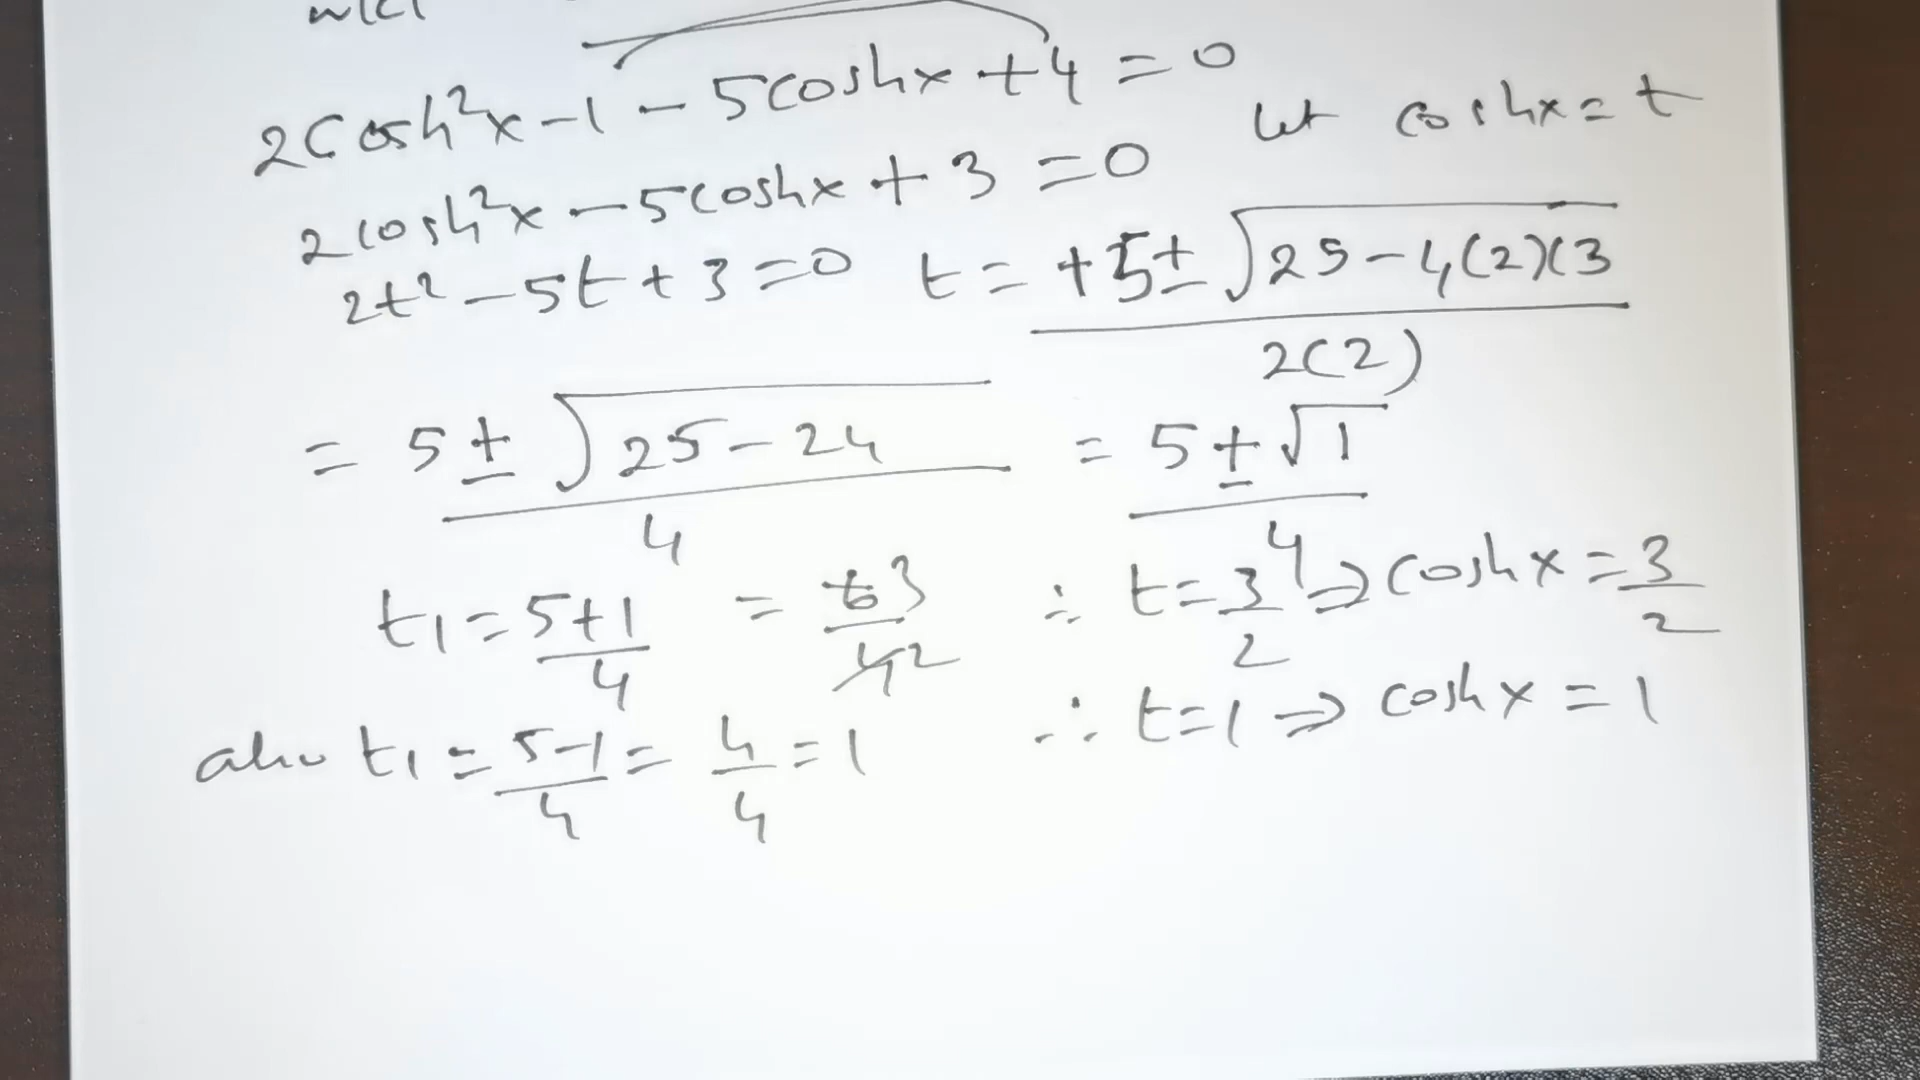 2Cosh²x-1 - 5coshx + 4 = 0
let coshx = t
2cosh²x - 5coshx + 3 = 0
2t² - 5t + 3 = 0 t = +5 ± √25-4(2)(3 / 2(2)
= 5 ± √25-24 / 4 = 5 ± √1 / 4
t1 = 5+1/4 = 6 3/4 2 ∴ t = 3/2 ⇒ coshx = 3/2
also t1 = 5-1/4 = 4/4 = 1 ∴ t=1 ⇒ coshx = 1